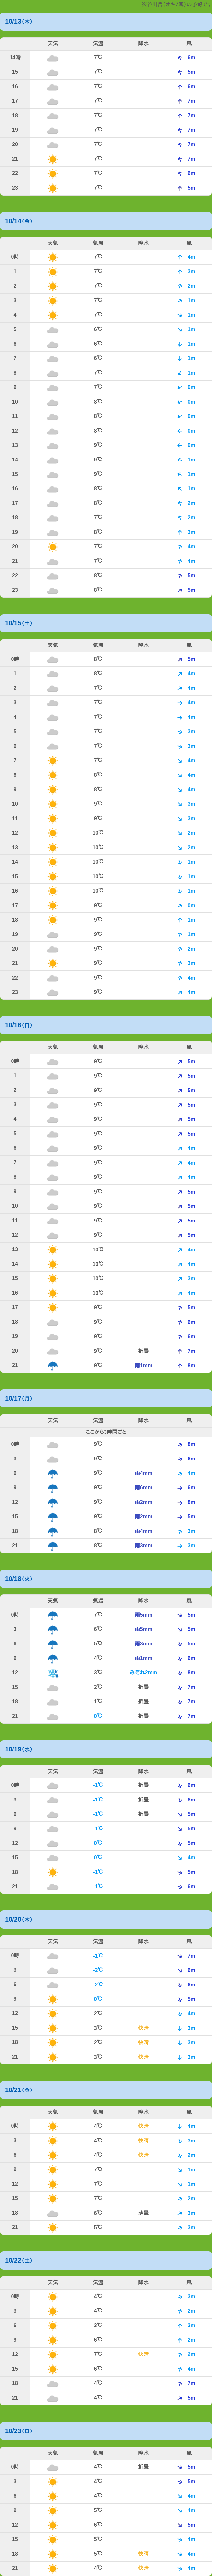 10/13(木)
天気 気温 降水 風
14時 7℃ 6m
15 7℃ 5m
16 7℃ 6m
17 7℃ 7m
18 7℃ 7m
19 7℃ 7m
20 7℃ 7m
21 7℃ 7m
22 7℃ 6m
23 7℃ 5m
10/14(金)
天気 気温 降水 風
0時 7℃ 4m
1 7℃ 3m
2 7℃ 2m
3 7℃ 1m
4 7℃ 1m
5 6℃ 1m
6 6℃ 1m
7 6℃ 1m
8 7℃ 1m
9 7℃ 0m
10 8℃ 0m
11 8℃ 0m
12 8℃ 0m
13 9℃ 0m
14 9℃ 1m
15 9℃ 1m
16 8℃ 1m
17 8℃ 2m
18 7℃ 2m
19 8℃ 3m
20 7℃ 4m
21 7℃ 4m
22 8℃ 5m
23 8℃ 5m
10/15(土)
天気 気温 降水 風
0時 8℃ 5m
1 8℃ 4m
2 7℃ 4m
3 7℃ 4m
4 7℃ 4m
5 7℃ 3m
6 7℃ 3m
7 7℃ 4m
8 8℃ 4m
9 8℃ 4m
10 9℃ 3m
11 9℃ 3m
12 10℃ 2m
13 10℃ 2m
14 10℃ 1m
15 10℃ 1m
16 10℃ 1m
17 9℃ 0m
18 9℃ 1m
19 9℃ 1m
20 9℃ 2m
21 9℃ 3m
22 9℃ 4m
23 9℃ 4m
10/16(日)
天気 気温 降水 風
0時 9℃ 5m
1 9℃ 5m
2 9℃ 5m
3 9℃ 5m
4 9℃ 5m
5 9℃ 5m
6 9℃ 4m
7 9℃ 4m
8 9℃ 4m
9 9℃ 5m
10 9℃ 5m
11 9℃ 5m
12 9℃ 5m
13 10℃ 4m
14 10℃ 4m
15 10℃ 3m
16 10℃ 4m
17 9℃ 5m
18 9℃ 6m
19 9℃ 6m
20 9℃ 折曇 7m
21 9℃ 雨1mm 8m
10/17(月)
天気 気温 降水 風
ここから3時間ごと
0時 9℃ 8m
3 9℃ 6m
6 9℃ 雨4mm 4m
9 9℃ 雨6mm 6m
12 9℃ 雨2mm 8m
15 9℃ 雨2mm 5m
18 8℃ 雨4mm 3m
21 8℃ 雨3mm 3m
10/18(火)
天気 気温 降水 風
0時 7℃ 雨5mm 5m
3 6℃ 雨5mm 5m
6 5℃ 雨3mm 5m
9 4℃ 雨1mm 6m
12 3℃ みぞれ2mm 8m
15 2℃ 折曇 7m
18 1℃ 折曇 7m
21 0℃ 折曇 7m
10/19(水)
天気 気温 降水 風
0時 -1℃ 折曇 6m
3 -1℃ 折曇 6m
6 -1℃ 折曇 5m
9 -1℃ 5m
12 0℃ 5m
15 0℃ 4m
18 -1℃ 5m
21 -1℃ 6m
10/20(木)
天気 気温 降水 風
0時 -1℃ 7m
3 -2℃ 6m
6 -2℃ 6m
9 0℃ 5m
12 2℃ 4m
15 3℃ 快晴 3m
18 2℃ 快晴 3m
21 3℃ 快晴 3m
10/21(金)
天気 気温 降水 風
0時 4℃ 快晴 4m
3 4℃ 快晴 3m
6 4℃ 快晴 2m
9 7℃ 1m
12 7℃ 1m
15 7℃ 2m
18 6℃ 薄曇 3m
21 5℃ 3m
10/22(土)
天気 気温 降水 風
0時 4℃ 3m
3 4℃ 2m
6 3℃ 3m
9 6℃ 2m
12 7℃ 快晴 2m
15 6℃ 4m
18 4℃ 7m
21 4℃ 5m
10/23(日)
天気 気温 降水 風
0時 4℃ 折曇 5m
3 4℃ 5m
6 4℃ 4m
9 5℃ 4m
12 6℃ 5m
15 5℃ 4m
18 5℃ 快晴 4m
21 4℃ 快晴 4m